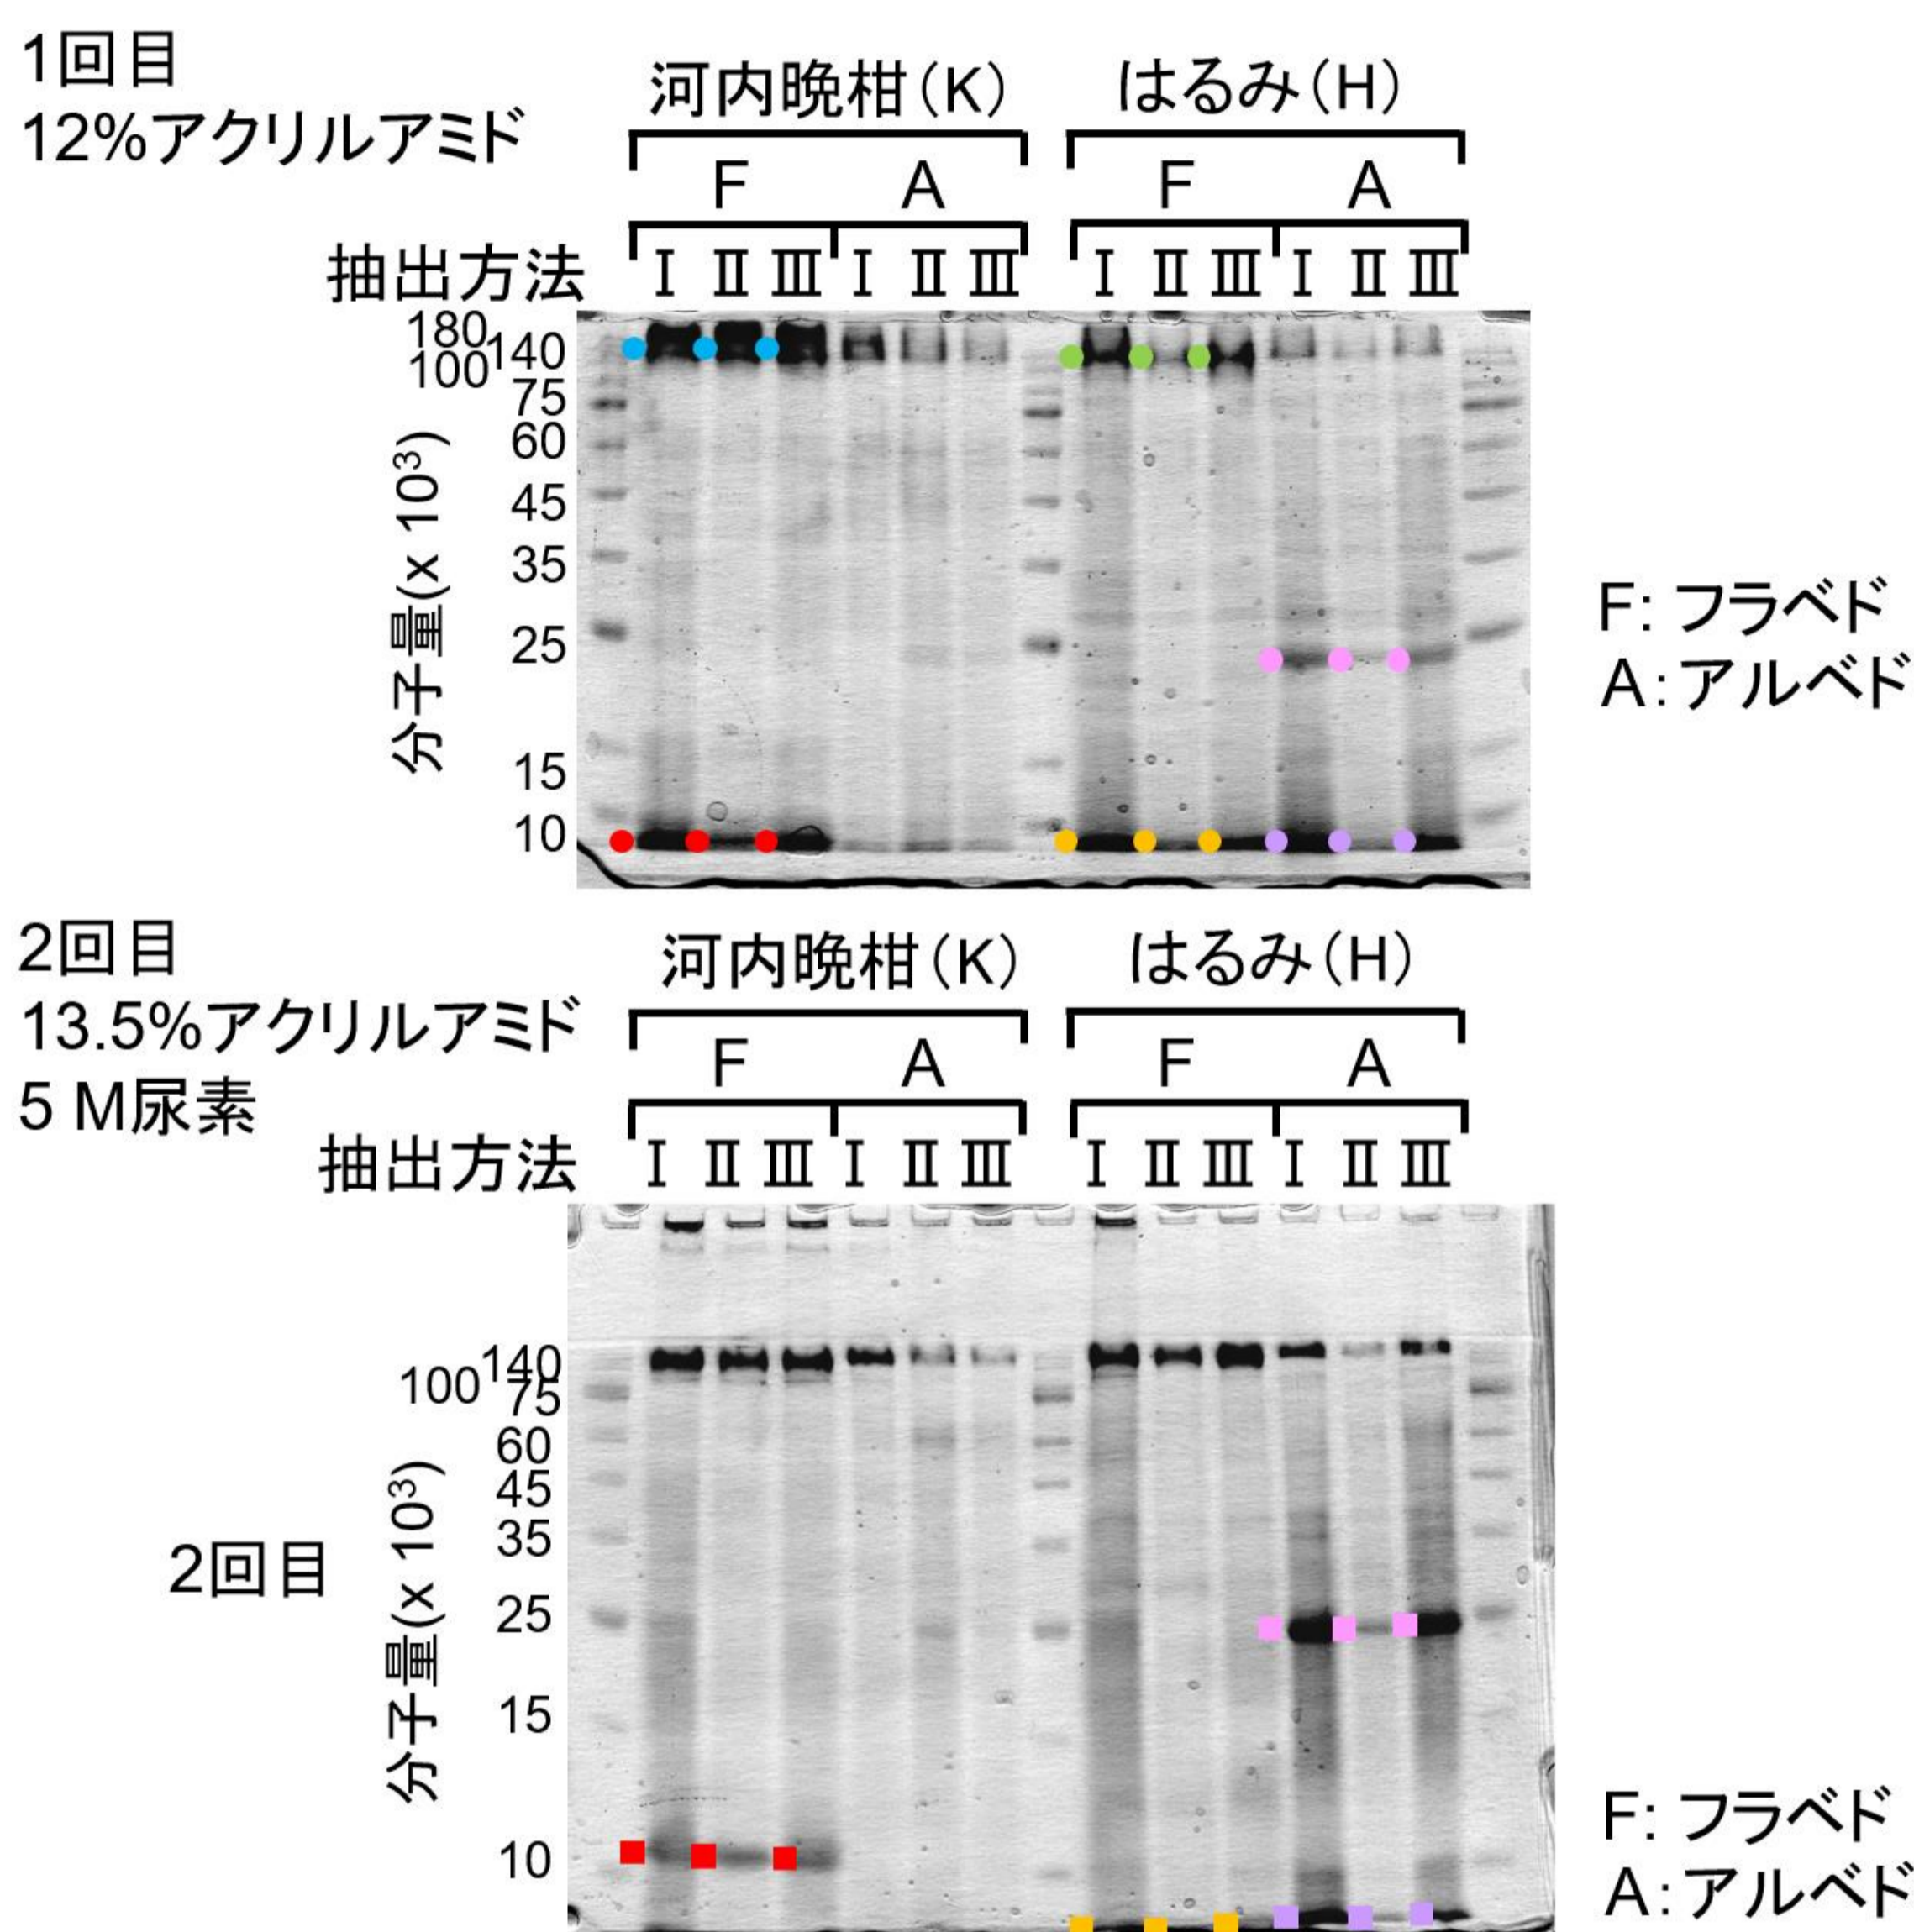 1回目
12%アクリルアミド
河内晩柑(K)
はるみ(H)
F
A
F
A
抽出方法
Ⅰ Ⅱ Ⅲ Ⅰ Ⅱ Ⅲ
Ⅰ Ⅱ Ⅲ Ⅰ Ⅱ Ⅲ
180
140
100
75
60
45
35
25
15
10
分子量(x 10³)
F: フラベド
A:アルベド
2回目
13.5%アクリルアミド
5 M尿素
河内晩柑(K)
はるみ(H)
F
A
F
A
抽出方法
Ⅰ Ⅱ Ⅲ Ⅰ Ⅱ Ⅲ
Ⅰ Ⅱ Ⅲ Ⅰ Ⅱ Ⅲ
140
100
75
60
45
35
25
15
10
2回目
分子量(x 10³)
F: フラベド
A:アルベド